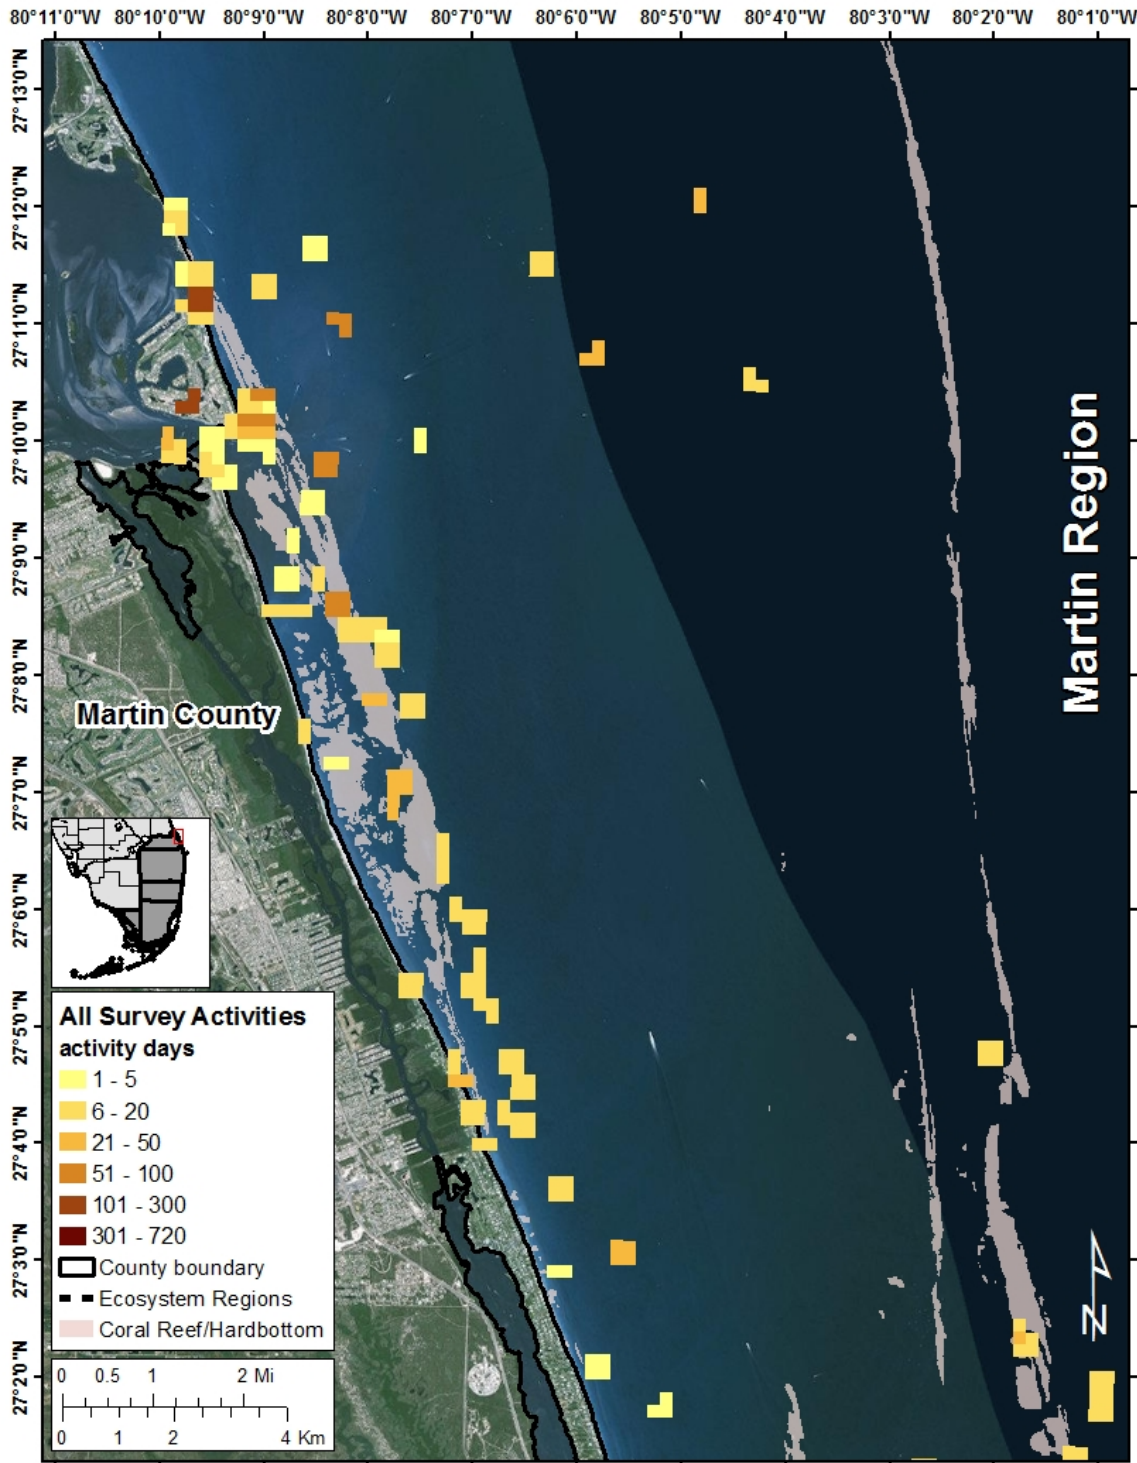 80°11'0"W 80°10'0"W 80°9'0"W 80°8'0"W 80°7'0"W 80°6'0"W 80°5'0"W 80°4'0"W 80°3'0"W 80°2'0"W 80°1'0"W
27°13'0"N
27°12'0"N
27°11'0"N
27°10'0"N
27°9'0"N
27°8'0"N
27°7'0"N
27°6'0"N
27°5'0"N
27°4'0"N
27°3'0"N
27°2'0"N
Martin Region
Martin County
All Survey Activities
activity days
1 - 5
6 - 20
21 - 50
51 - 100
101 - 300
301 - 720
County boundary
Ecosystem Regions
Coral Reef/Hardbottom
0 0.5 1 2 Mi
0 1 2 4 Km
N